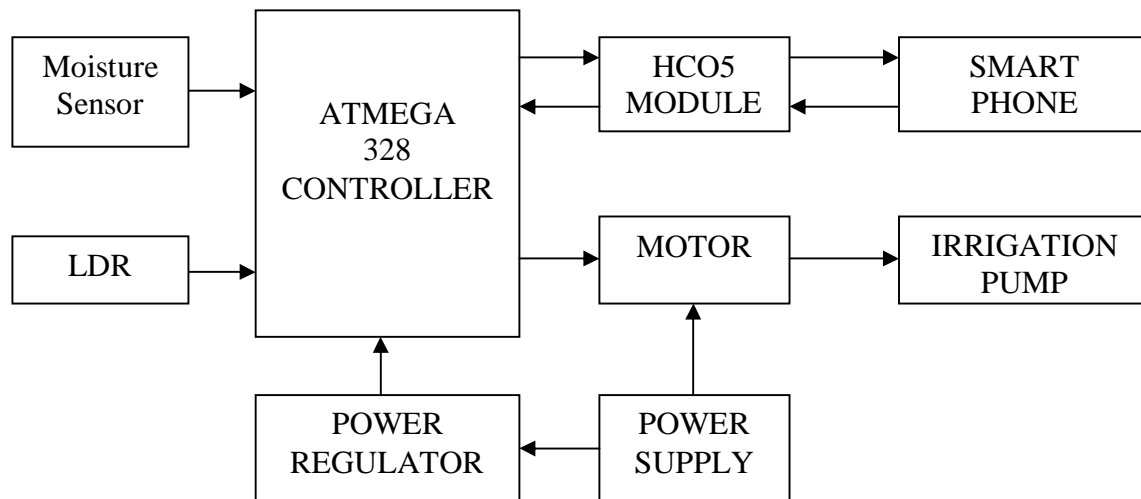 Moisture
Sensor
ATMEGA
328
CONTROLLER
HCO5
MODULE
SMART
PHONE
LDR
MOTOR
IRRIGATION
PUMP
POWER
REGULATOR
POWER
SUPPLY